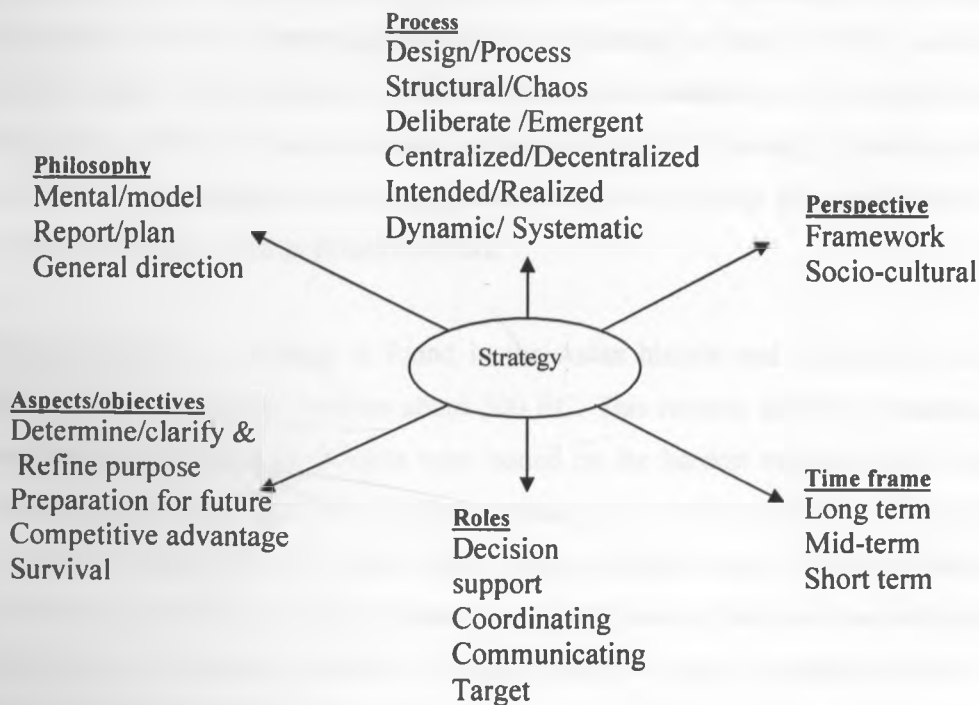 Process
Design/Process
Structural/Chaos
Deliberate /Emergent
Centralized/Decentralized
Intended/Realized
Dynamic/ Systematic
Philosophy
Mental/model
Report/plan
General direction
Perspective
Framework
Socio-cultural
Strategy
Aspects/objectives
Determine/clarify &
Refine purpose
Preparation for future
Competitive advantage
Survival
Roles
Decision
support
Coordinating
Communicating
Target
Time frame
Long term
Mid-term
Short term